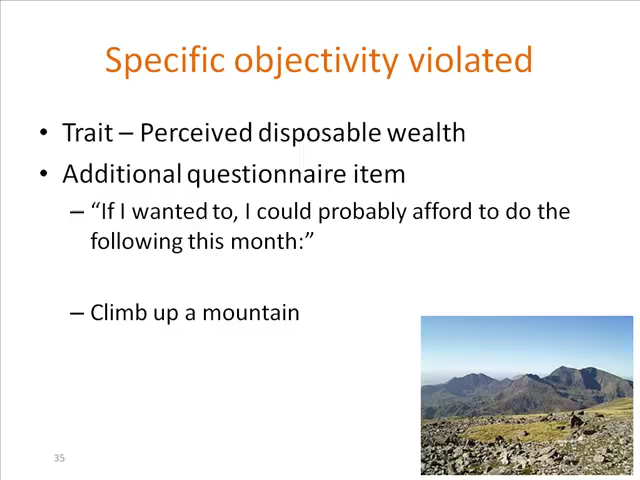 Specific objectivity violated
• Trait – Perceived disposable wealth
• Additional questionnaire item
– “If I wanted to, I could probably afford to do the
following this month:”
– Climb up a mountain
35